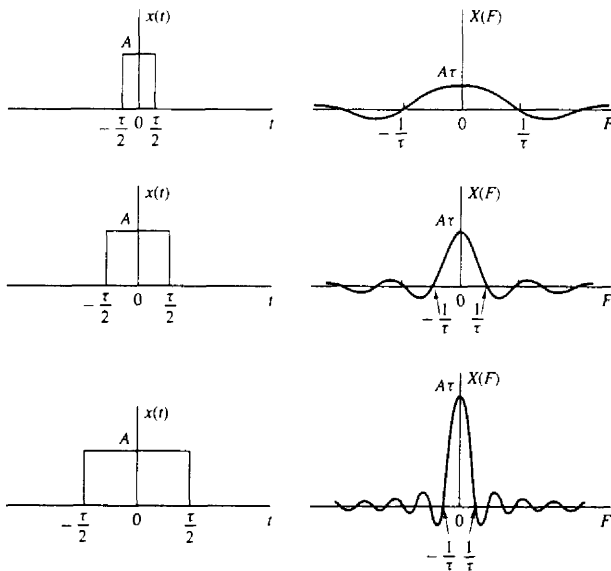 x(t)
A
-τ/2 0 τ/2 t
X(F)
Aτ
-1/τ 0 1/τ F
x(t)
A
-τ/2 0 τ/2 t
X(F)
Aτ
0 F
-1/τ 1/τ
x(t)
A
-τ/2 0 τ/2 t
X(F)
Aτ
0 F
-1/τ 1/τ